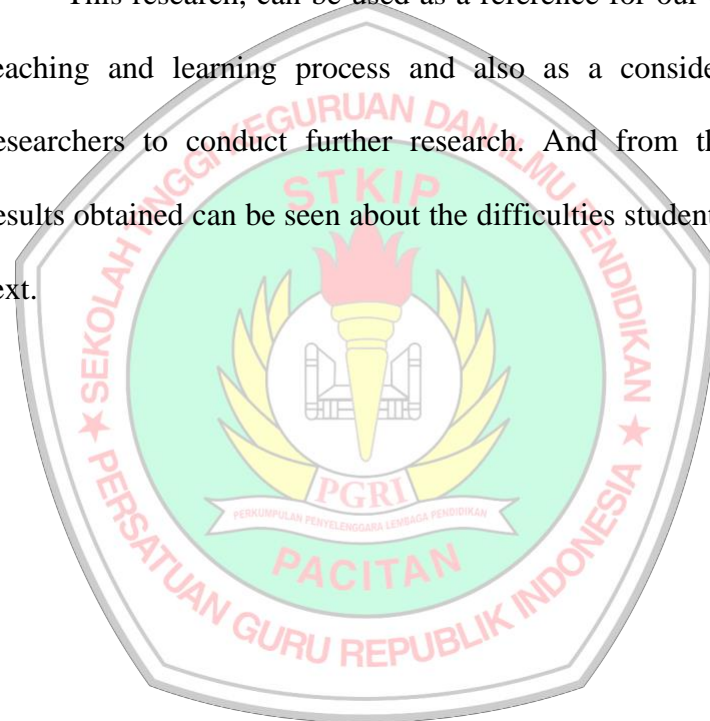 This research, can be used as a reference for our
eaching and learning process and also as a conside
esearchers to conduct further research. And from th
esults obtained can be seen about the difficulties student
ext.
SEKOLAH TINGGI KEGURUAN DAN ILMU PENDIDIKAN
STKIP
PGRI
PERKUMPULAN PENYELENGGARA LEMBAGA PENDIDIKAN
PACITAN
PERSATUAN GURU REPUBLIK INDONESIA